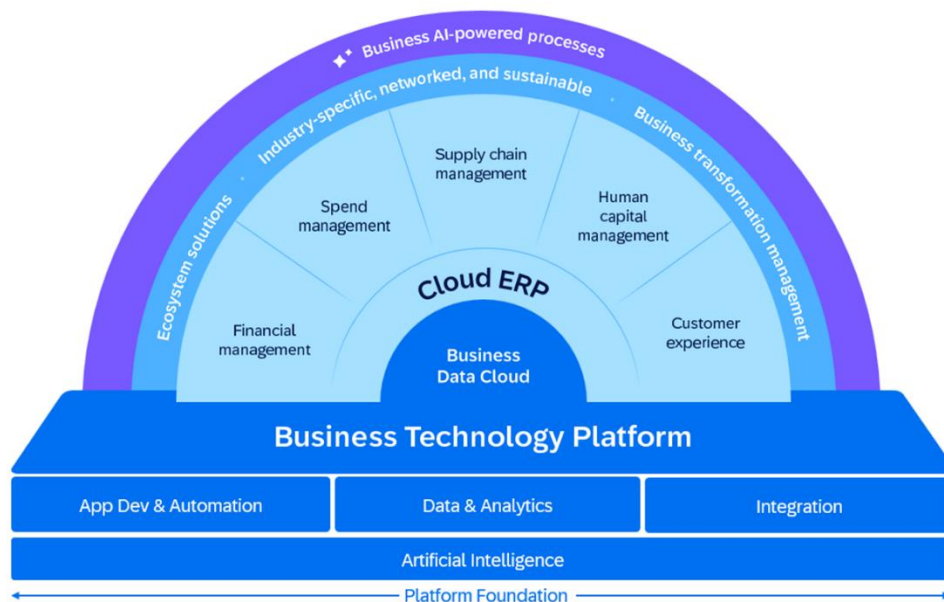 Business AI-powered processes
Ecosystem solutions · Industry-specific, networked, and sustainable · Business transformation management
Supply chain
management
Spend
management
Human
capital
management
Financial
management
Customer
experience
Cloud ERP
Business
Data Cloud
Business Technology Platform
App Dev & Automation
Data & Analytics
Integration
Artificial Intelligence
Platform Foundation